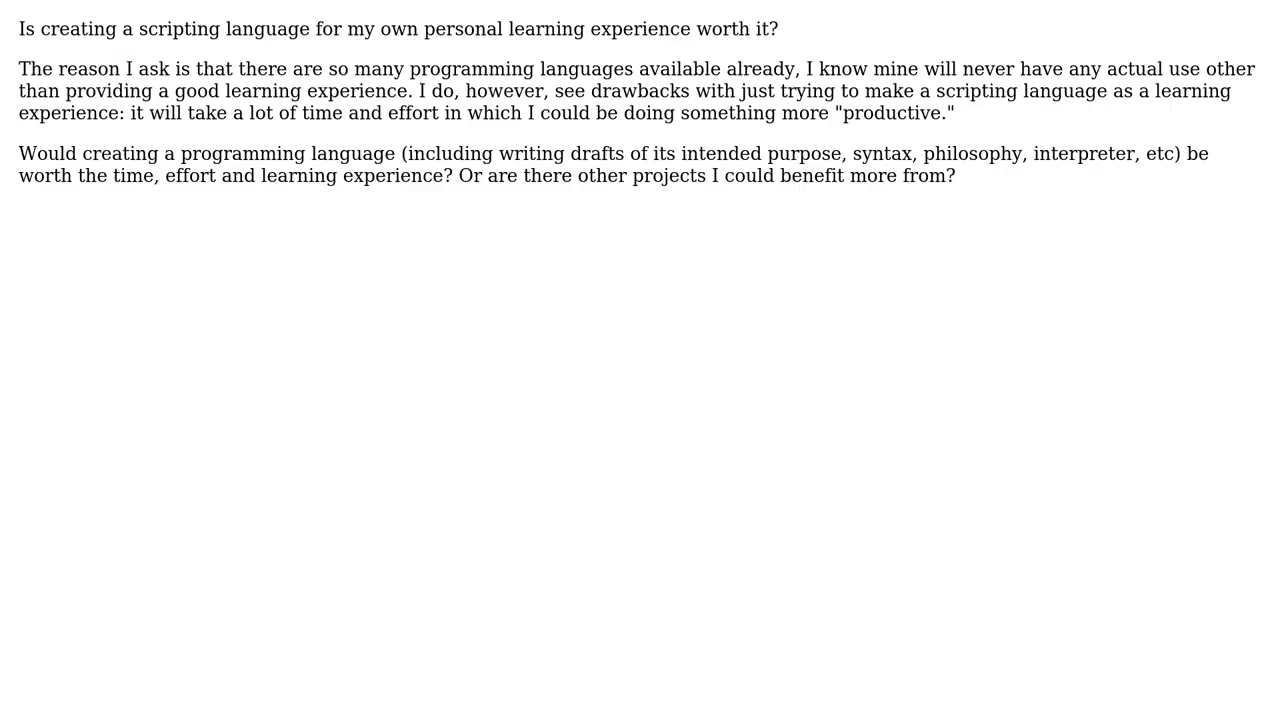 Is creating a scripting language for my own personal learning experience worth it?
The reason I ask is that there are so many programming languages available already, I know mine will never have any actual use other
than providing a good learning experience. I do, however, see drawbacks with just trying to make a scripting language as a learning
experience: it will take a lot of time and effort in which I could be doing something more "productive."
Would creating a programming language (including writing drafts of its intended purpose, syntax, philosophy, interpreter, etc) be
worth the time, effort and learning experience? Or are there other projects I could benefit more from?